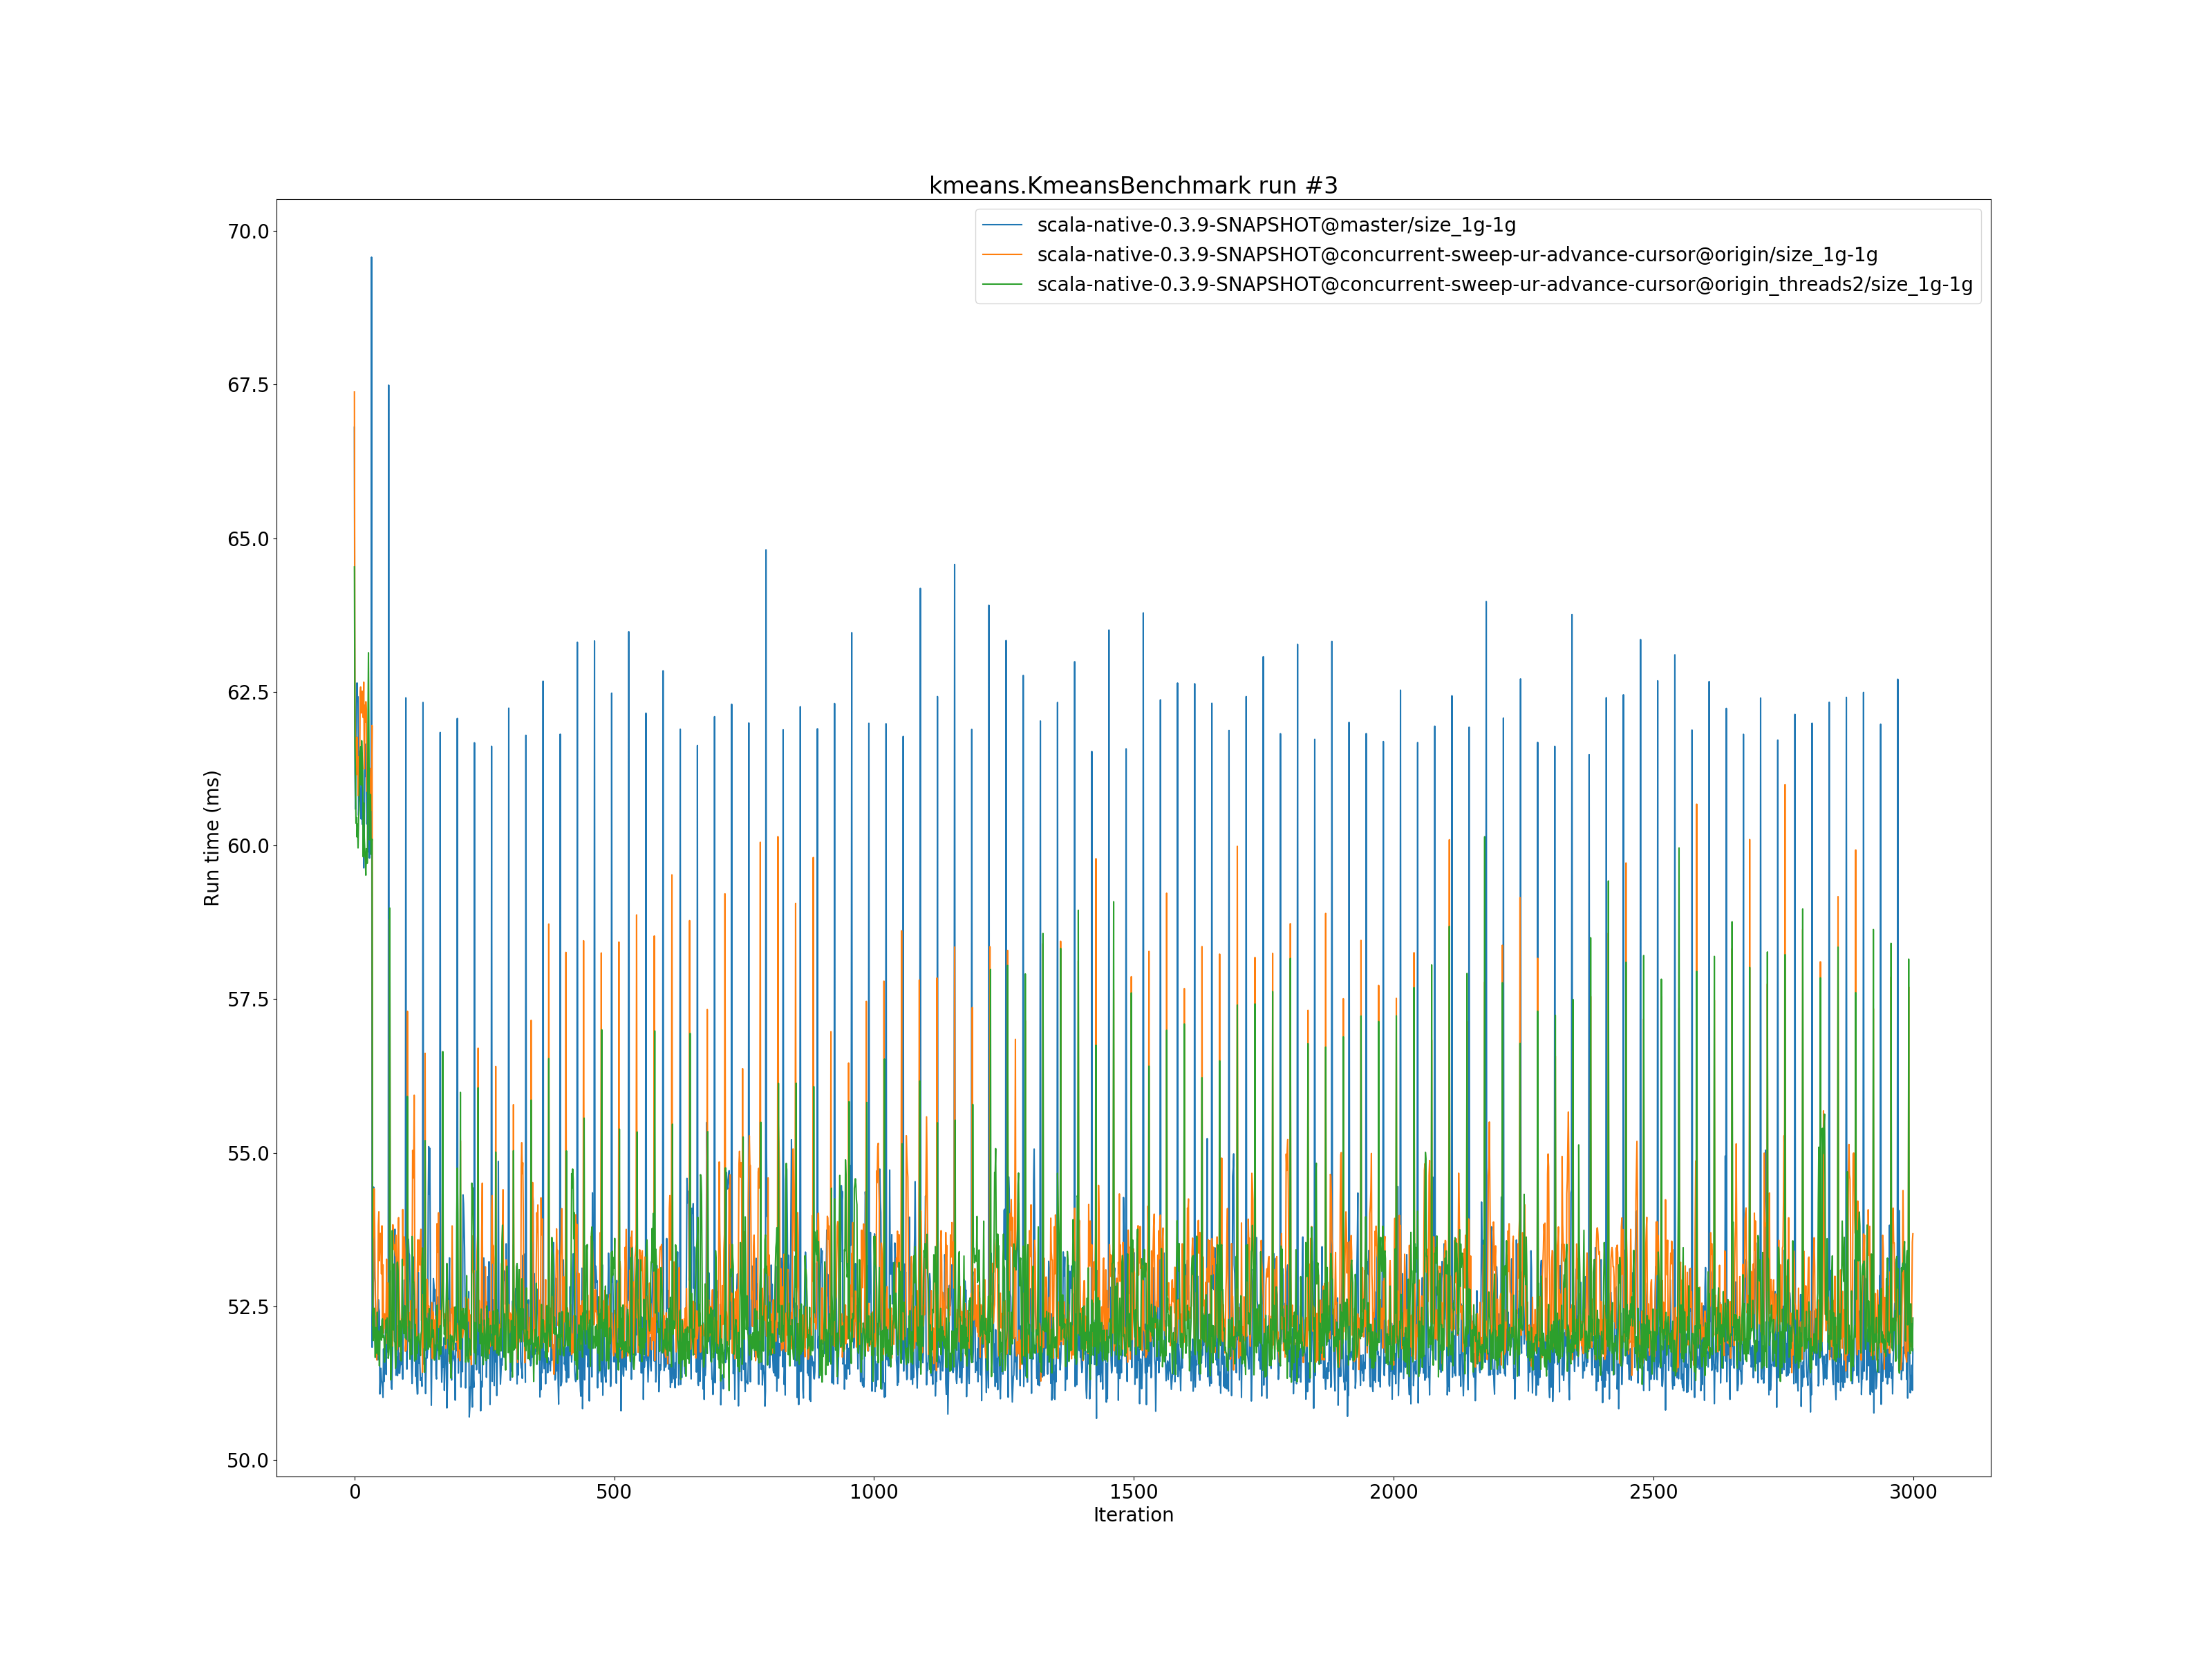 kmeans.KmeansBenchmark run #3
scala-native-0.3.9-SNAPSHOT@master/size_1g-1g
scala-native-0.3.9-SNAPSHOT@concurrent-sweep-ur-advance-cursor@origin/size_1g-1g
scala-native-0.3.9-SNAPSHOT@concurrent-sweep-ur-advance-cursor@origin_threads2/size_1g-1g
70.0
67.5
65.0
62.5
60.0
57.5
55.0
52.5
50.0
Run time (ms)
0 500 1000 1500 2000 2500 3000
Iteration